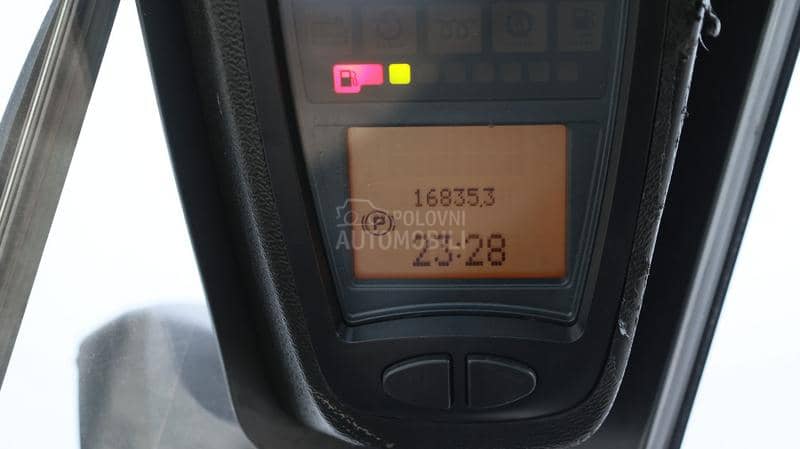 16835,3
P
POLOVNI
AUTOMOBILI
23:28